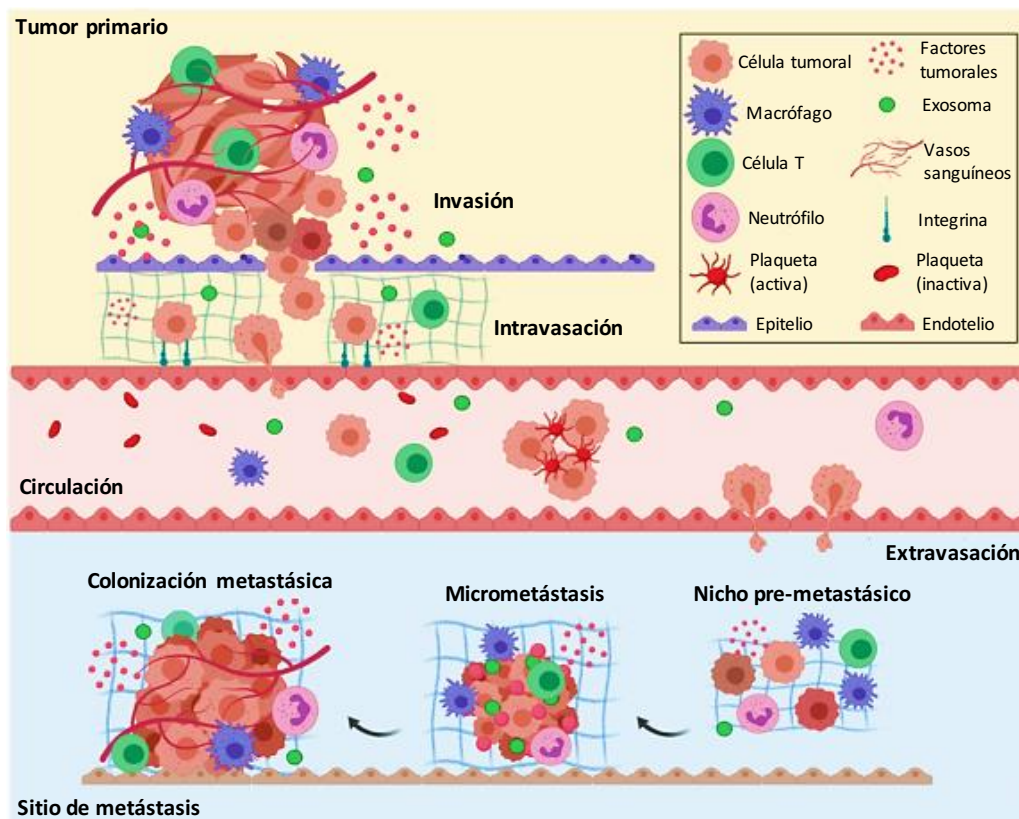 Tumor primario
Célula tumoral
Factores
tumorales
Macrófago
Exosoma
Célula T
Vasos
sanguíneos
Neutrófilo
Integrina
Plaqueta
(activa)
Plaqueta
(inactiva)
Epitelio
Endotelio
Invasión
Intravasación
Circulación
Extravasación
Colonización metastásica
Micrometástasis
Nicho pre-metastásico
Sitio de metástasis